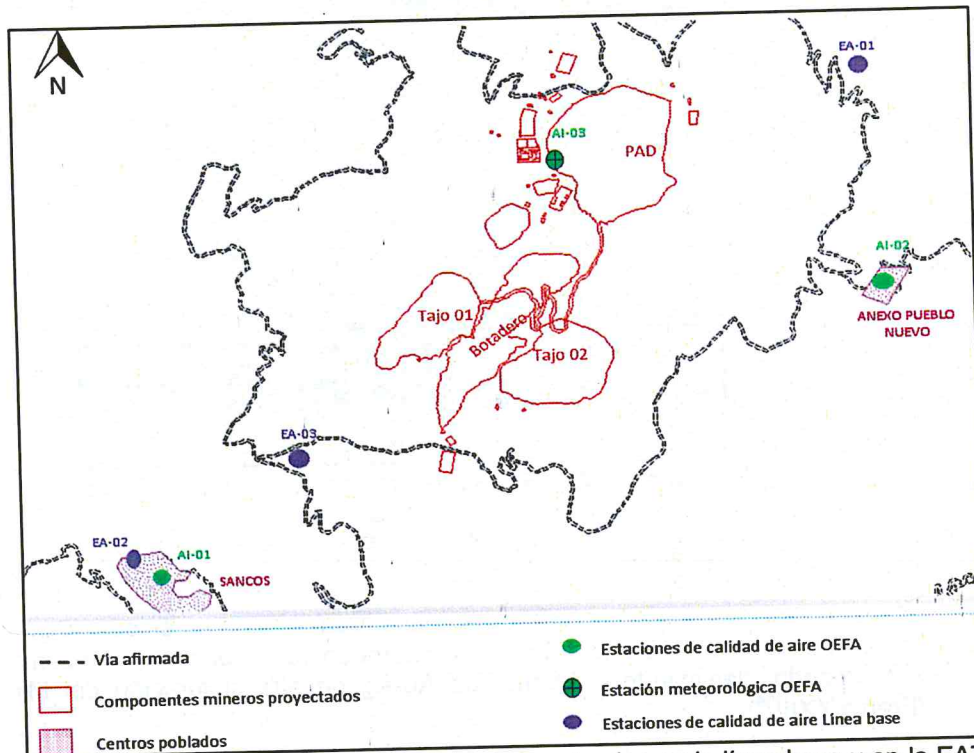 N
EA-01
AI-03
PAD
AI-02
ANEXO PUEBLO
NUEVO
Tajo 01
Botadero
Tajo 02
EA-03
EA-02
AI-01
SANCOS
Vía afirmada
Componentes mineros proyectados
Centros poblados
Estaciones de calidad de aire OEFA
Estación meteorológica OEFA
Estaciones de calidad de aire Línea base